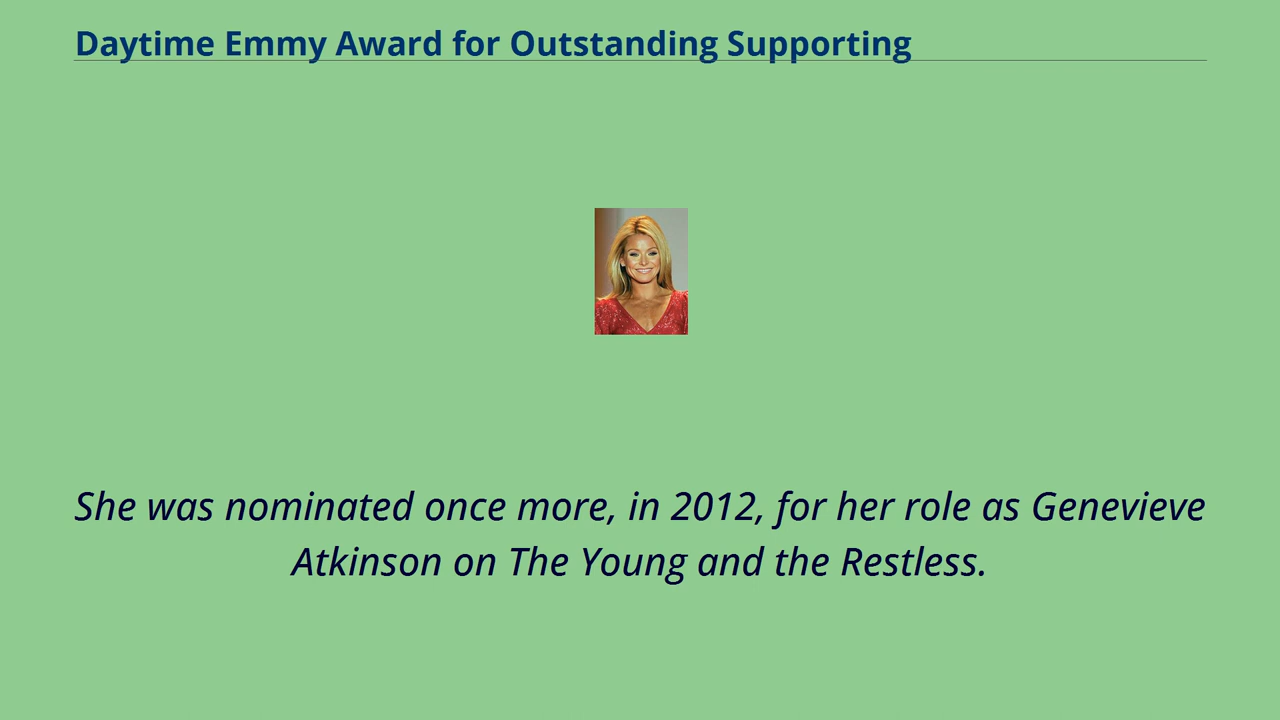 Daytime Emmy Award for Outstanding Supporting
She was nominated once more, in 2012, for her role as Genevieve
Atkinson on The Young and the Restless.